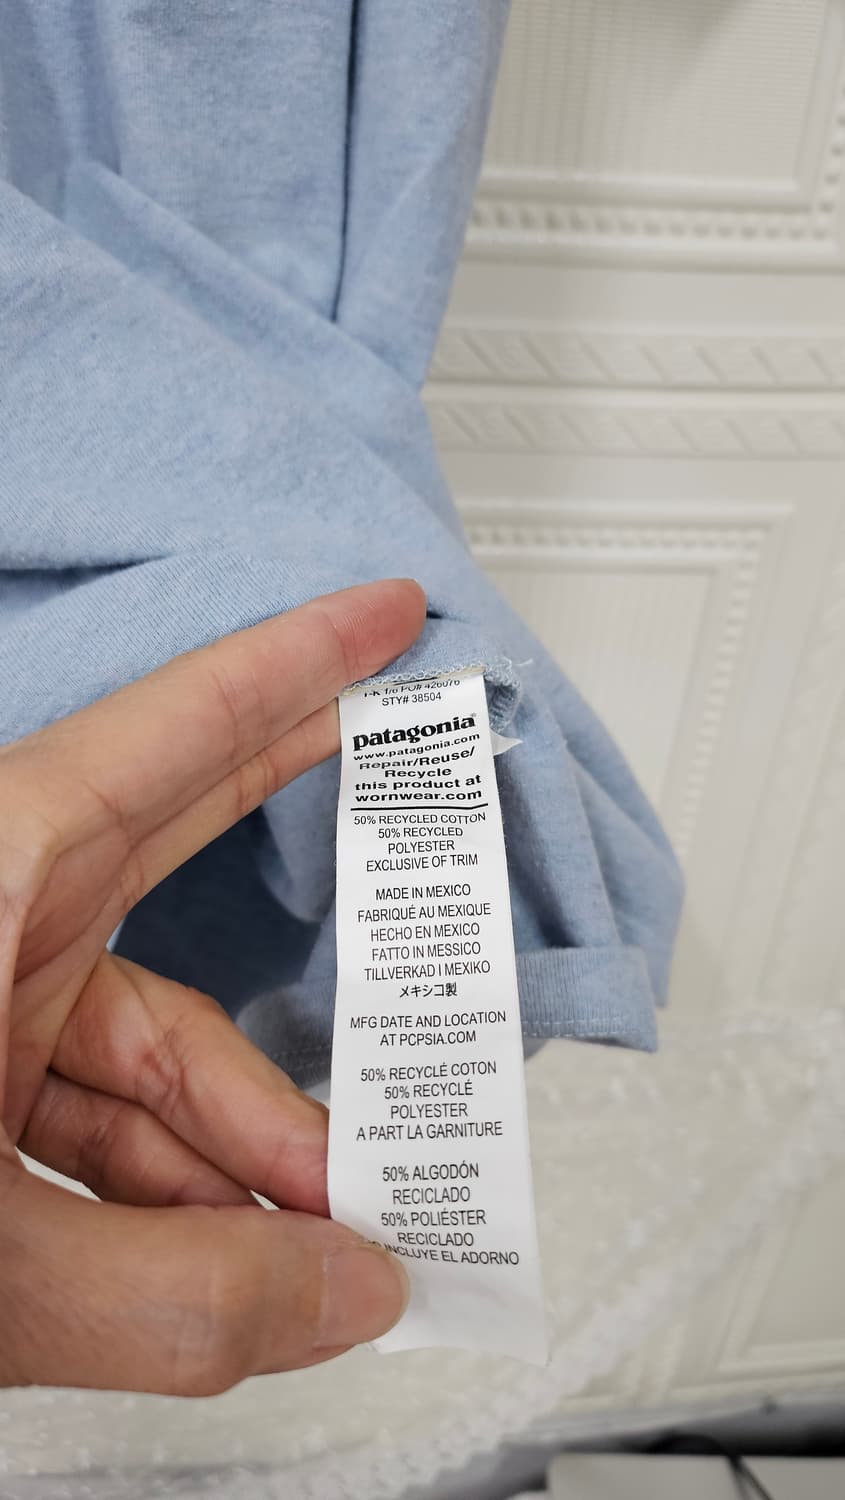 PO# 426076
STY# 38504
patagonia®
www.patagonia.com
Repair/Reuse/
Recycle
this product at
wornwear.com
50% RECYCLED COTTON
50% RECYCLED
POLYESTER
EXCLUSIVE OF TRIM
MADE IN MEXICO
FABRIQUÉ AU MEXIQUE
HECHO EN MEXICO
FATTO IN MESSICO
TILLVERKAD I MEXIKO
メキシコ製
MFG DATE AND LOCATION
AT PCPSIA.COM
50% RECYCLÉ COTON
50% RECYCLÉ
POLYESTER
A PART LA GARNITURE
50% ALGODÓN
RECICLADO
50% POLIÉSTER
RECICLADO
INCLUYE EL ADORNO